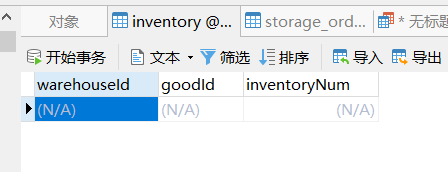 对象 inventory @... storage_ord... * 无标题
开始事务 文本 筛选 排序 导入 导出
warehouseId goodId inventoryNum
(N/A) (N/A) (N/A)